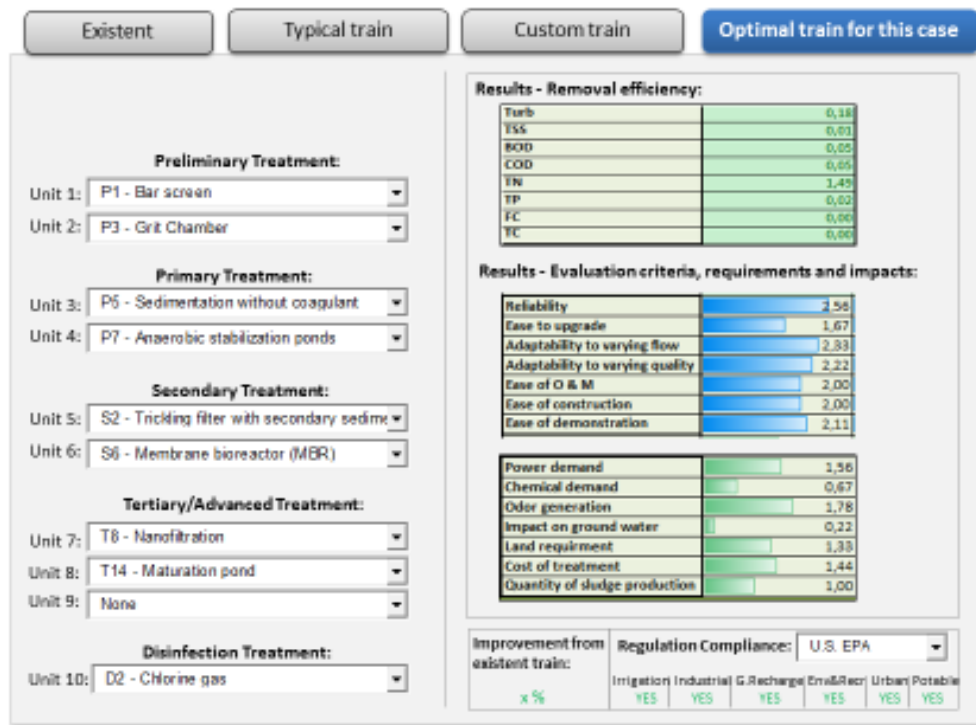 Existent
Typical train
Custom train
Optimal train for this case
Preliminary Treatment:
Unit 1: P1 - Bar screen
Unit 2: P3 - Grit Chamber
Primary Treatment:
Unit 3: P5 - Sedimentation without coagulant
Unit 4: P7 - Anaerobic stabilization ponds
Secondary Treatment:
Unit 5: S2 - Trickling filter with secondary sedime
Unit 6: S6 - Membrane bioreactor (MBR)
Tertiary/Advanced Treatment:
Unit 7: T8 - Nanofiltration
Unit 8: T14 - Maturation pond
Unit 9: None
Disinfection Treatment:
Unit 10: D2 - Chlorine gas
Results - Removal efficiency:
Turb 0,18
TSS 0,01
BOD 0,05
COD 0,05
TN 1,49
TP 0,02
FC 0,00
TC 0,00
Results - Evaluation criteria, requirements and impacts:
Reliability 2,56
Ease to upgrade 1,67
Adaptability to varying flow 2,33
Adaptability to varying quality 2,22
Ease of O & M 2,00
Ease of construction 2,00
Ease of demonstration 2,11
Power demand 1,56
Chemical demand 0,67
Odor generation 1,78
Impact on ground water 0,22
Land requirment 1,33
Cost of treatment 1,44
Quantity of sludge production 1,00
Improvement from
existent train:
x %
Regulation Compliance: U.S. EPA
Irrigation Industrial G.Recharge Env&Recr Urban Potable
YES YES YES YES YES YES